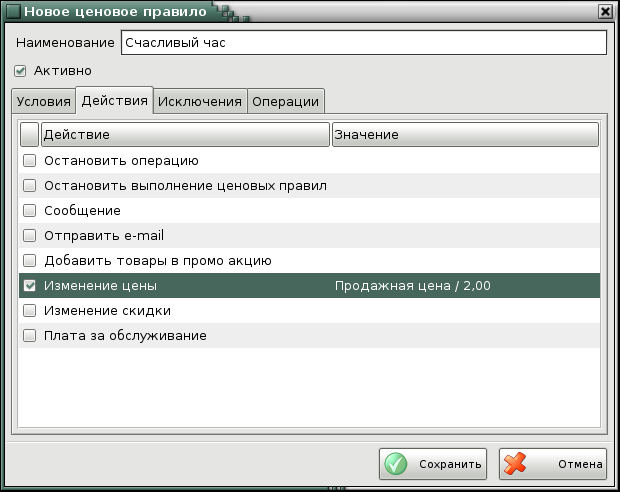 Новое ценовое правило
Наименование Счасливый час
Активно
Условия Действия Исключения Операции
Действие Значение
Остановить операцию
Остановить выполнение ценовых правил
Сообщение
Отправить e-mail
Добавить товары в промо акцию
Изменение цены Продажная цена / 2,00
Изменение скидки
Плата за обслуживание
Сохранить Отмена